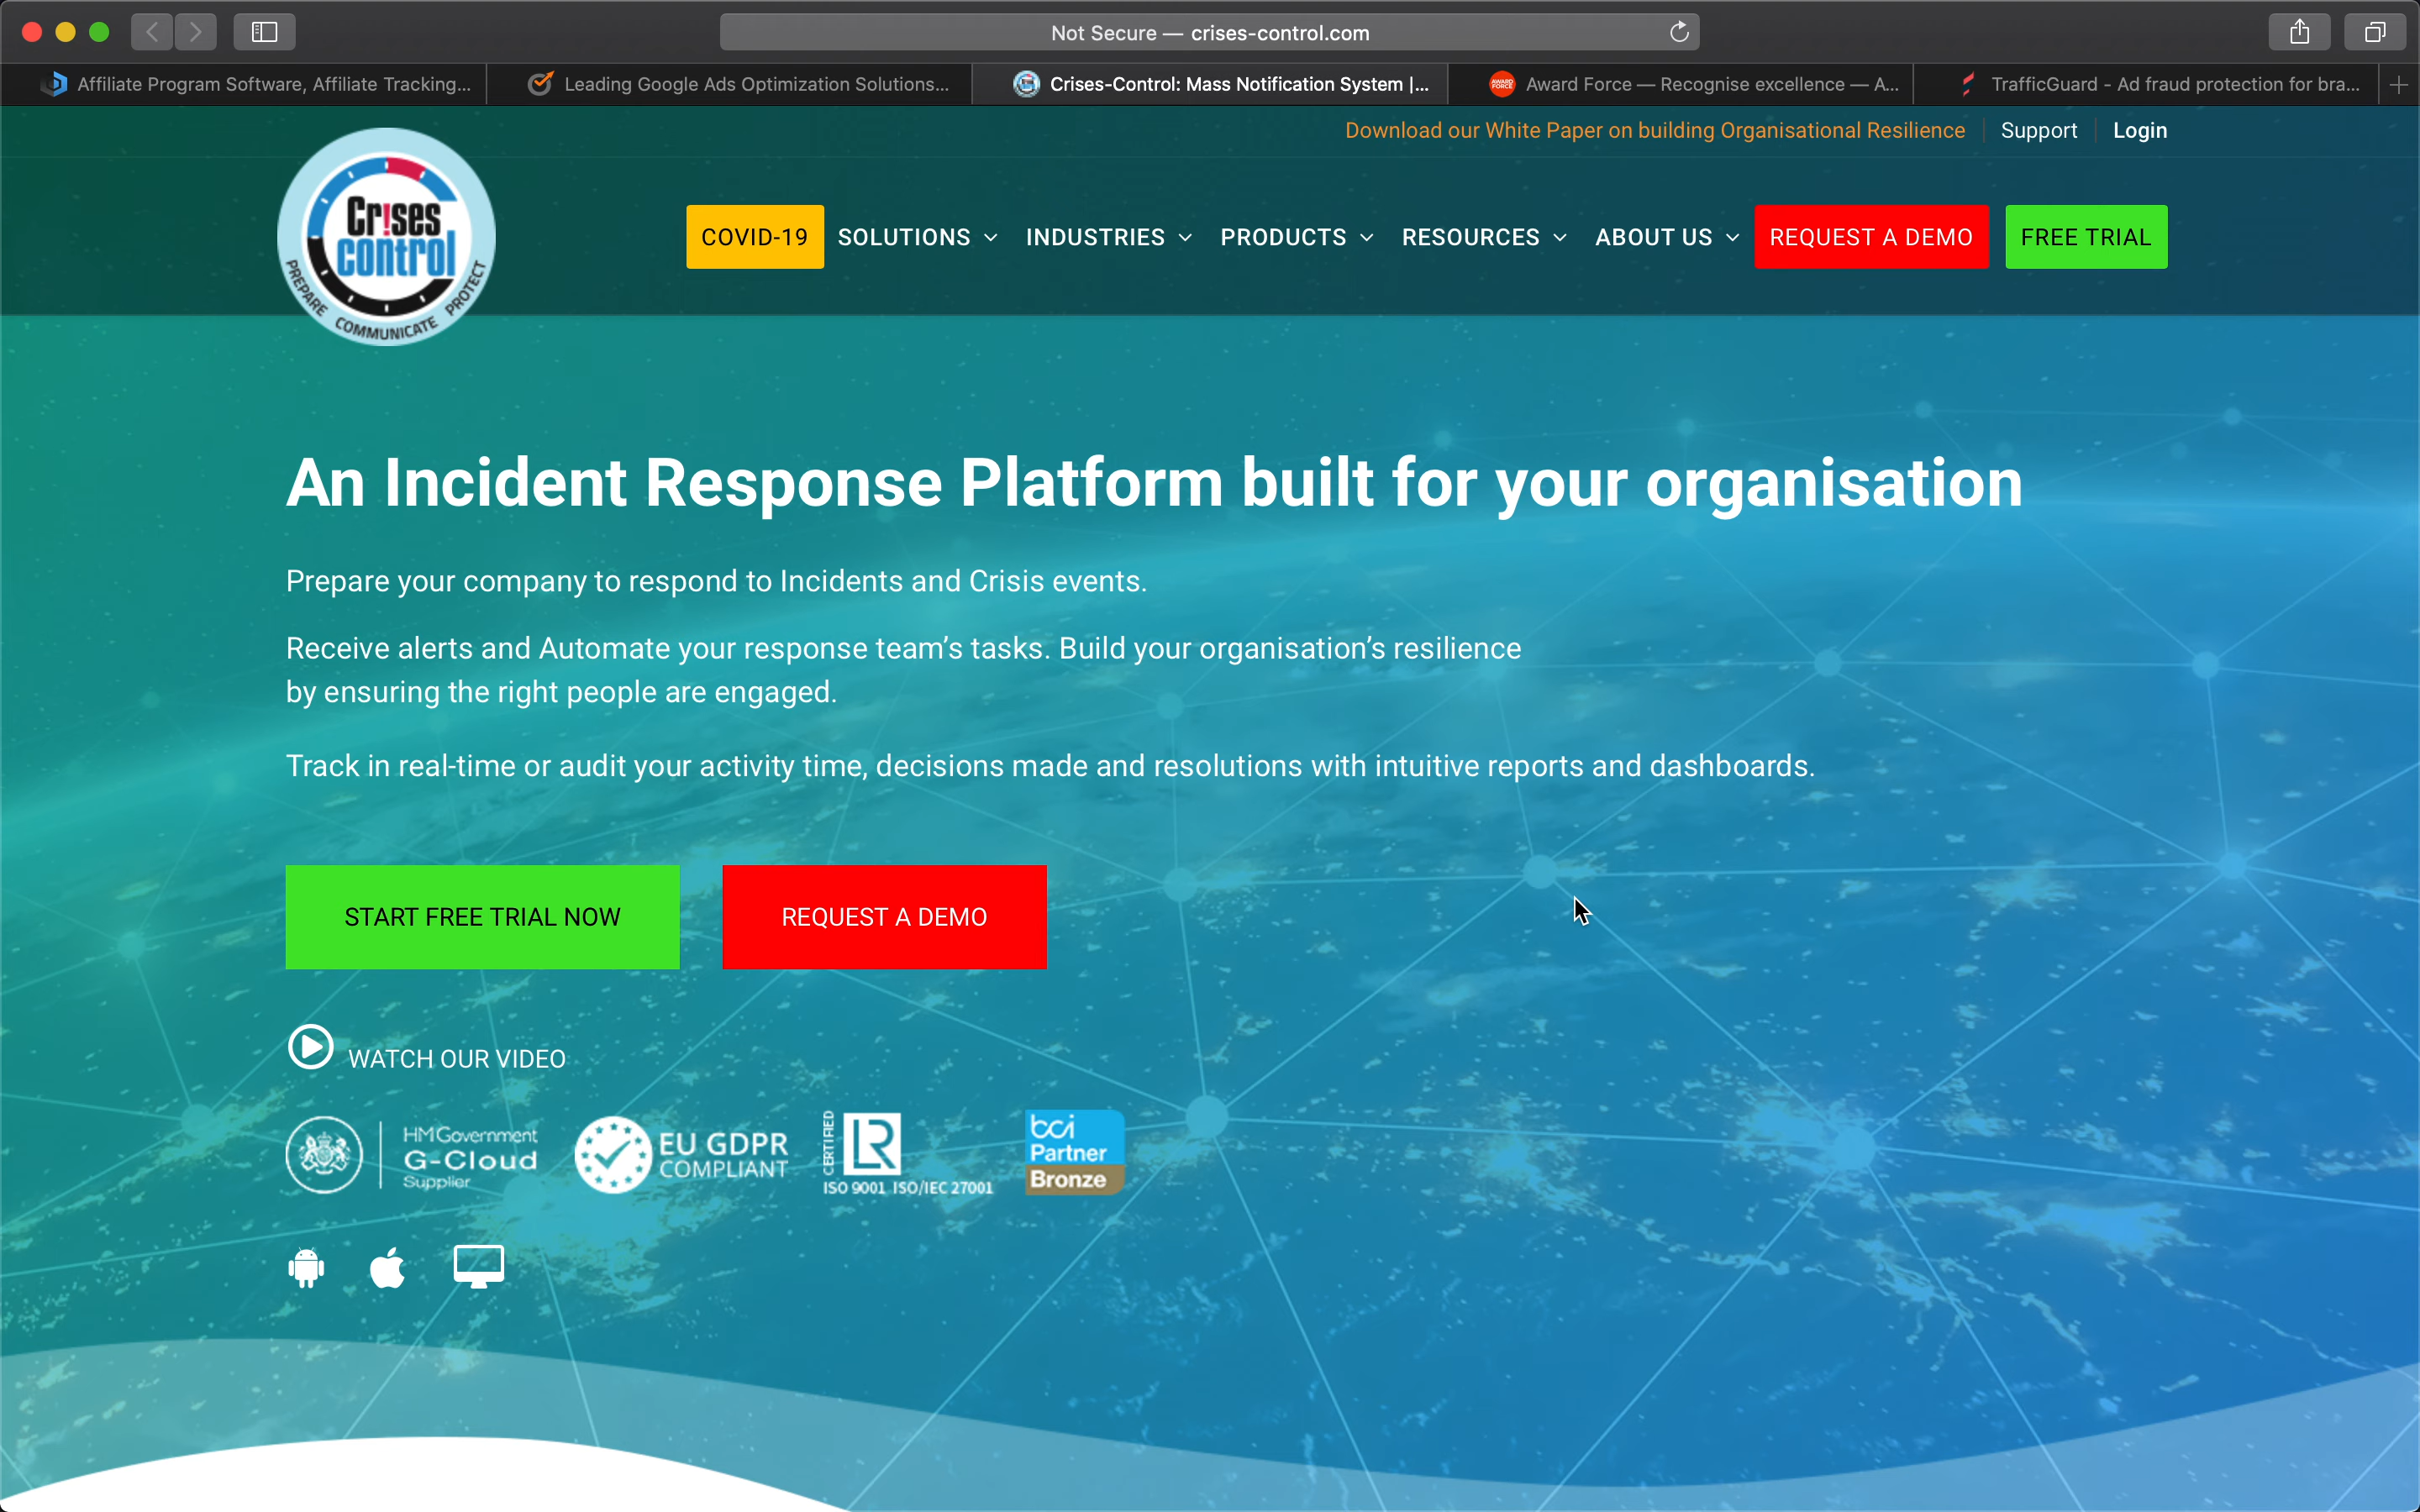 Not Secure — crises-control.com
Affiliate Program Software, Affiliate Tracking...
Leading Google Ads Optimization Solutions...
Crises-Control: Mass Notification System |...
Award Force — Recognise excellence — A...
TrafficGuard - Ad fraud protection for bra...
Download our White Paper on building Organisational Resilience
Support
Login
Cr!ses
control
PREPARE COMMUNICATE PROTECT
COVID-19
SOLUTIONS
INDUSTRIES
PRODUCTS
RESOURCES
ABOUT US
REQUEST A DEMO
FREE TRIAL
An Incident Response Platform built for your organisation
Prepare your company to respond to Incidents and Crisis events.
Receive alerts and Automate your response team’s tasks. Build your organisation’s resilience
by ensuring the right people are engaged.
Track in real-time or audit your activity time, decisions made and resolutions with intuitive reports and dashboards.
START FREE TRIAL NOW
REQUEST A DEMO
WATCH OUR VIDEO
HM Government
G-Cloud
Supplier
EU GDPR
COMPLIANT
CERTIFIED
LR
ISO 9001 ISO/IEC 27001
bci
Partner
Bronze